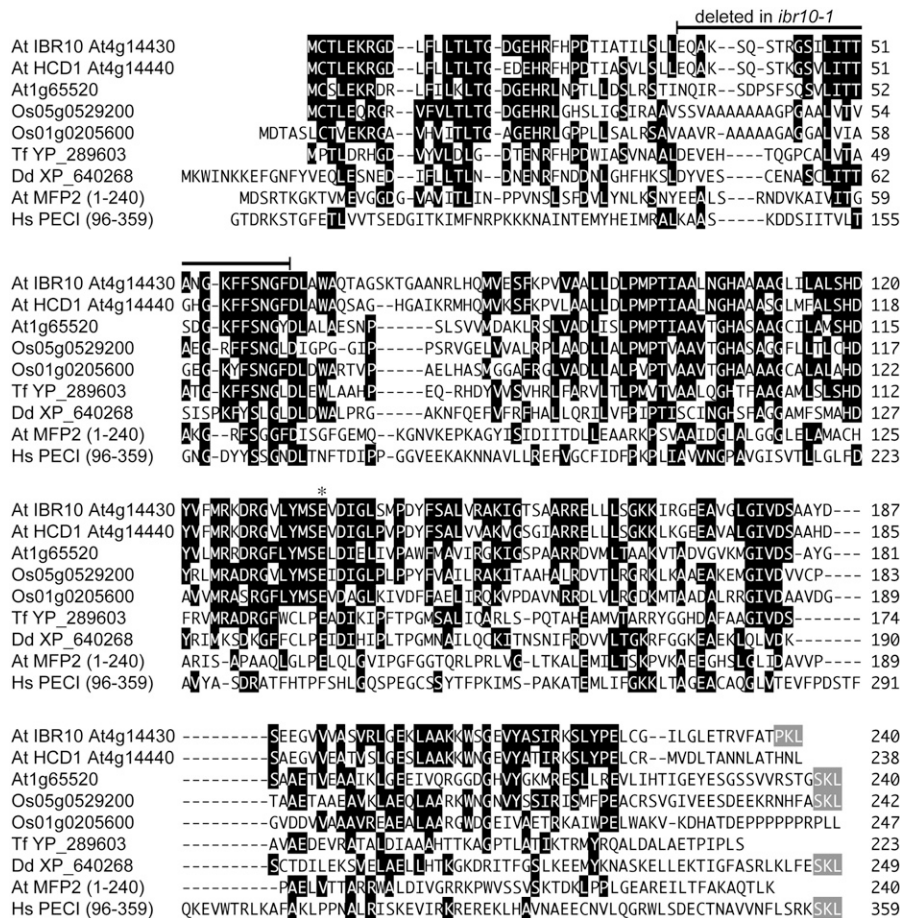 deleted in ibr10-1
At IBR10 At4g14430 MCTLEKRGD--LFLLTLTG-DGEHRFHPDTIATILSLLEQAK---SQ-STRGSILITT 51
At HCD1 At4g14440 MCTLEKRGD--LFLLTLTG-EDEHRFHPDTIASVLSLLEQAK---SQ-STKGSVLITT 51
At1g65520 MCSLEKRDR--LFILKLTG-DGEHRLNPTLLDSLRSTINQIR---SDPSFSQSVLITT 52
Os05g0529200 MCTLEQRGR--VFVLTLTG-DGEHRLGHSLIGSIRAAVSSVAAAAAAAGPGAALVTV 54
Os01g0205600 MDTASLCTVEKRGA--VHVITLTG-AGEHRLGPPLLSALRSAVAAVR-AAAAAGAGGALVIA 58
Tf YP_289603 MPTLDRHGD--VYVLDLG--DTENRFHPDWIASVNAALDEVEH----TQGPCALVTA 49
Dd XP_640268 MKWINKKEFGNFYVEQLESNED--IFLLTLN--DNENRFNDDNLGHFHKSLDYVES-----CENASCLITT 62
At MFP2 (1-240) MDSRTKGKTVMEVGGDG-VAVITLIN-PPVNSLSFDVLYNLKSNYEEALS---RNDVKAIVITG 59
Hs PECI (96-359) GTDRKSTGFETLVVTSEDGITKIMFNRPKKKNAINTEMYHEIMRALKAAS-----KDDSIITVLT 155
At IBR10 At4g14430 ANG-KFFSNGFDLAWAQTAGSKTGAANRLHQMVESFKPVVAALLDLPMPTIAALNGHAAAAGLILALSHD 120
At HCD1 At4g14440 GHG-KFFSNGFDLAWAQSAG--HGAIKRMHQMVKSFKPVLAALLDLPMPTIAALNGHAAASGLMFALSHD 118
At1g65520 SDG-KFFSNGYDLALAESNP------SLSVVMDAKLRSLVADLISLPMPTIAAVTGHASAAGCILAMSHD 115
Os05g0529200 AEG-RFFSNGLDIGPG-GIP-----PSRVGELVVALRPLAADLLALPMPTVAAVTGHASAGGFLLTLCHD 117
Os01g0205600 GEG-KYFSNGLDWARTVP------AELHASMGGAFRGLVADLLALPVPTVAAVTGHAAAAGCALALAHD 122
Tf YP_289603 ATG-KFFSNGLDLEWLAAHP------EQ-RHDYVVSVHRLFARVLTLPMVTVAALQGHTFAAGAMLSLSHD 112
Dd XP_640268 SISPKFYSLGLDLDWALPRG------AKNFQEFVFRFHALLQRILVFPIPTISCINGHSFAGGAMFSMAHD 127
At MFP2 (1-240) AKG--RFSGGFDISGFGEMQ--KGNVKEPKAGYISIDIITDLLEAARKPSVAAIDGLALGGGLELAMACH 125
Hs PECI (96-359) GNG-DYYSSGNDLTNFTDIPP-GGVEEKAKNNAVLLREFVGCFIDFPKPLIAVVNGPAVGISVTLLGLFD 223
*
At IBR10 At4g14430 YVFMRKDRGVLYMSEVDIGLSMPDYFSALVRAKIGTSAARRELLLSGKKIRGEEAVGLGIVDSAAYD--- 187
At HCD1 At4g14440 YVFMRKDRGVLYMSEVDIGLPVPDYFSALVVAKVGSGIARRELLLSGKKLKGEEAVALGIVDSAAHD--- 185
At1g65520 YVLMRRDRGFLYMSELDIELIVPAWFMAVIRGKIGSPAARRDVMLTAAKVTADVGVKMGIVDS-AYG--- 181
Os05g0529200 YRLMRADRGVLYMSEIDIGLPLPPYFVAILRAKITAAHALRDVTLRGRKLKAAEAKEMGIVDVVCP---- 183
Os01g0205600 AVVMRASRGFLYMSEVDAGLKIVDFFAELIRQKVPDAVNRRDLVLRGDKMTAADALRRGIVDAAVDG--- 189
Tf YP_289603 FRVMRADRGFWCLPEADIKIPFTPGMSALIQARLS-PQTAHEAMVTARRYGGHDAFAAGIVDS------- 174
Dd XP_640268 YRIMKSDKGFFCLPEIDIHIPLTPGMNAILQCKITNSNIFRDVVLTGKRFGGKEAEKLQLVDK------- 190
At MFP2 (1-240) ARIS-APAAQLGLPELQLGVIPGFGGTQRLPRLVG-LTKALEMILTSKPVKAEEGHSLGLIDAVVP---- 189
Hs PECI (96-359) AVYA-SDRATFHTPFSHLGQSPEGCSSYTFPKIMS-PAKATEMLIFGKKLTAGEACAQGLVTEVFPDSTF 291
At IBR10 At4g14430 ---------SEEGVVVASVRLGEKLAAKKWSGEVYASIRKSLYPELCG--ILGLETRVFATPKL 240
At HCD1 At4g14440 ---------SAEGVVEATVSLGESLAAKKWNGEVYATIRKSLYPELCR--MVDLTANNLATHNL 238
At1g65520 ---------SAAETVEAAIKLGEEIVQRGGDGHVYGKMRESLLREVLIHTIGEYESGSSVVRSTGSKL 240
Os05g0529200 ---------TAAETAAEAVKLAEQLAARKWNGNVYSSIRISMFPEACRSVGIVEESDEEKRNHFASKL 242
Os01g0205600 ---------GVDDVVAAAVREAEALAARGWDGEIVAETRKAIWPELWAKV-KDHATDEPPPPPPRPLL 247
Tf YP_289603 ---------AVAEDEVRATALDIAAAHTTKAGPTLATIKTRMYRQALDALAETPIPLS 223
Dd XP_640268 ---------SCTDILEKSVELAELLHTKGKDRITFGSLKEEMYKNASKELLEKTIGFASRLKLFESKL 249
At MFP2 (1-240) ---------PAELVTTARRWALDIVGRRKPWVSSVSKTDKLPPLGEAREILTFAKAQTLK 240
Hs PECI (96-359) QKEVWTRLKAFAKLPPNALRISKEVIRKREREKLHAVNAEECNVLQGRWLSDECTNAVVNFLSRKSKL 359